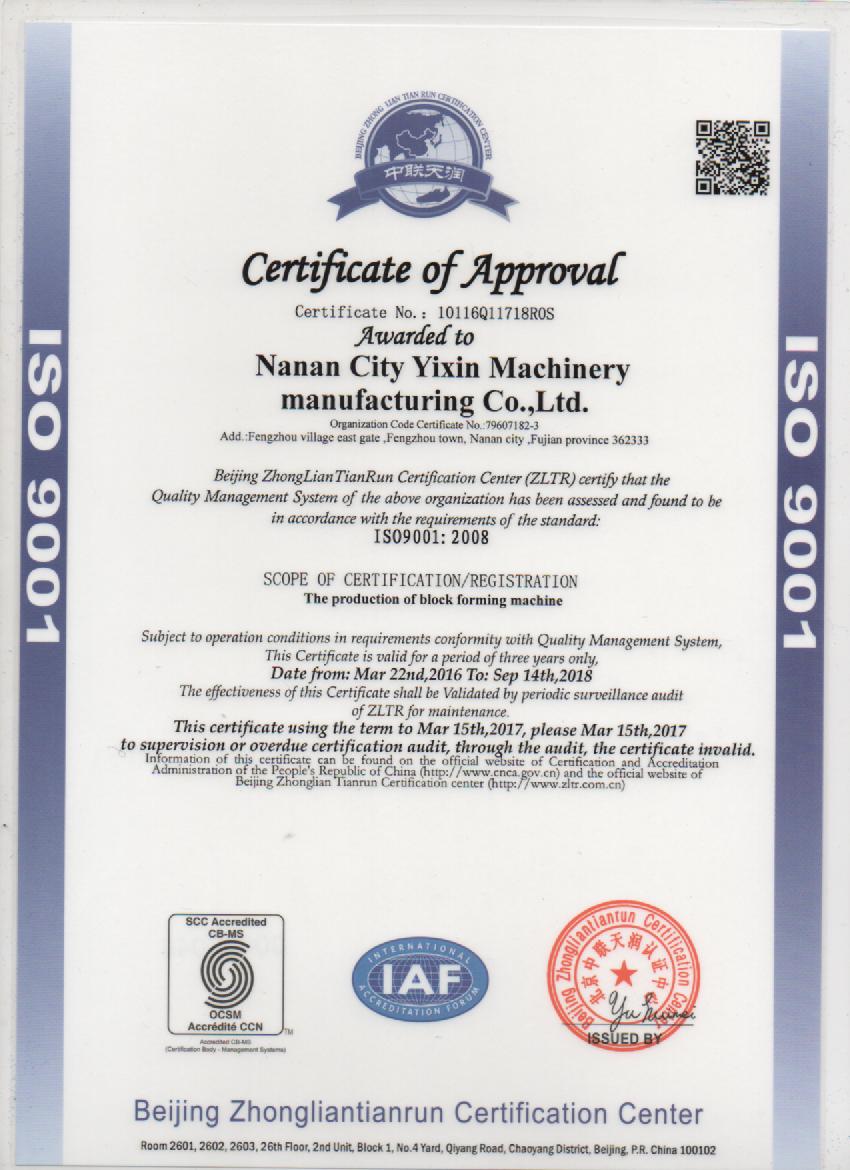 BEIJING ZHONG LIAN TIAN RUN CERTIFICATION CENTER
中联天润
Certificate of Approval
Certificate No.: 10116Q11718R0S
Awarded to
Nanan City Yixin Machinery
manufacturing Co.,Ltd.
Organization Code Certificate No.:79607182-3
Add.:Fengzhou village east gate ,Fengzhou town, Nanan city ,Fujian province 362333
Beijing ZhongLianTianRun Certification Center (ZLTR) certify that the
Quality Management System of the above organization has been assessed and found to be
in accordance with the requirements of the standard:
ISO9001: 2008
SCOPE OF CERTIFICATION/REGISTRATION
The production of block forming machine
Subject to operation conditions in requirements conformity with Quality Management System,
This Certificate is valid for a period of three years only,
Date from: Mar 22nd,2016 To: Sep 14th,2018
The effectiveness of this Certificate shall be Validated by periodic surveillance audit
of ZLTR for maintenance.
This certificate using the term to Mar 15th,2017, please Mar 15th,2017
to supervision or overdue certification audit, through the audit, the certificate invalid.
Information of this certificate can be found on the official website of Certification and Accreditation
Administration of the People's Republic of China (http://www.cnca.gov.cn) and the official website of
Beijing Zhonglian Tianrun Certification center (http://www.zltr.com.cn)
ISO 9001
ISO 9001
SCC Accredited
CB-MS
OCSM
Accrédité CCN
TM
Accredited CB-MS
(Certification Body - Management Systems)
INTERNATIONAL
IAF
ACCREDITATION FORUM
Beijing Zhongliantianrun Certification Center
北京中联天润认证中心
ISSUED BY
Beijing Zhongliantianrun Certification Center
Room 2601, 2602, 2603, 26th Floor, 2nd Unit, Block 1, No.4 Yard, Qiyang Road, Chaoyang District, Beijing, P.R. China 100102